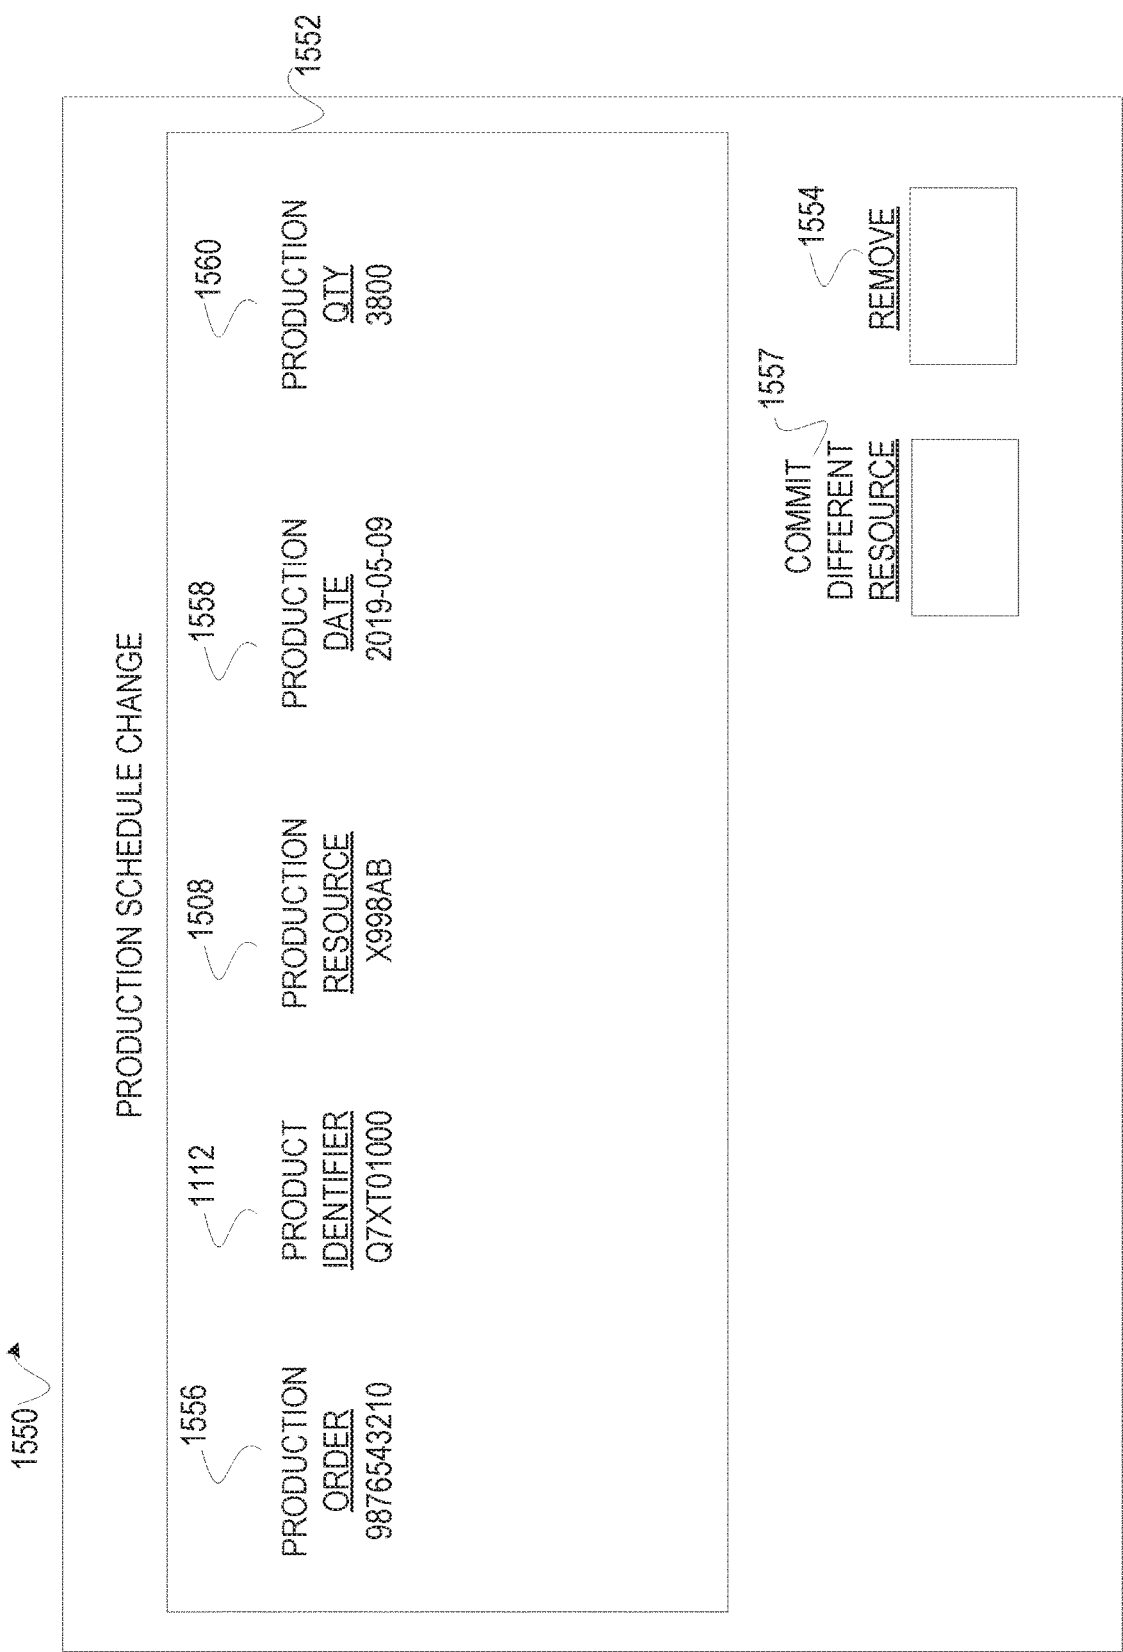 1550
PRODUCTION SCHEDULE CHANGE
1552
1556
1112
1508
1558
1560
PRODUCTION
ORDER
9876543210
PRODUCT
IDENTIFIER
Q7XT01000
PRODUCTION
RESOURCE
X998AB
PRODUCTION
DATE
2019-05-09
PRODUCTION
QTY
3800
COMMIT
DIFFERENT
RESOURCE
1557
REMOVE
1554